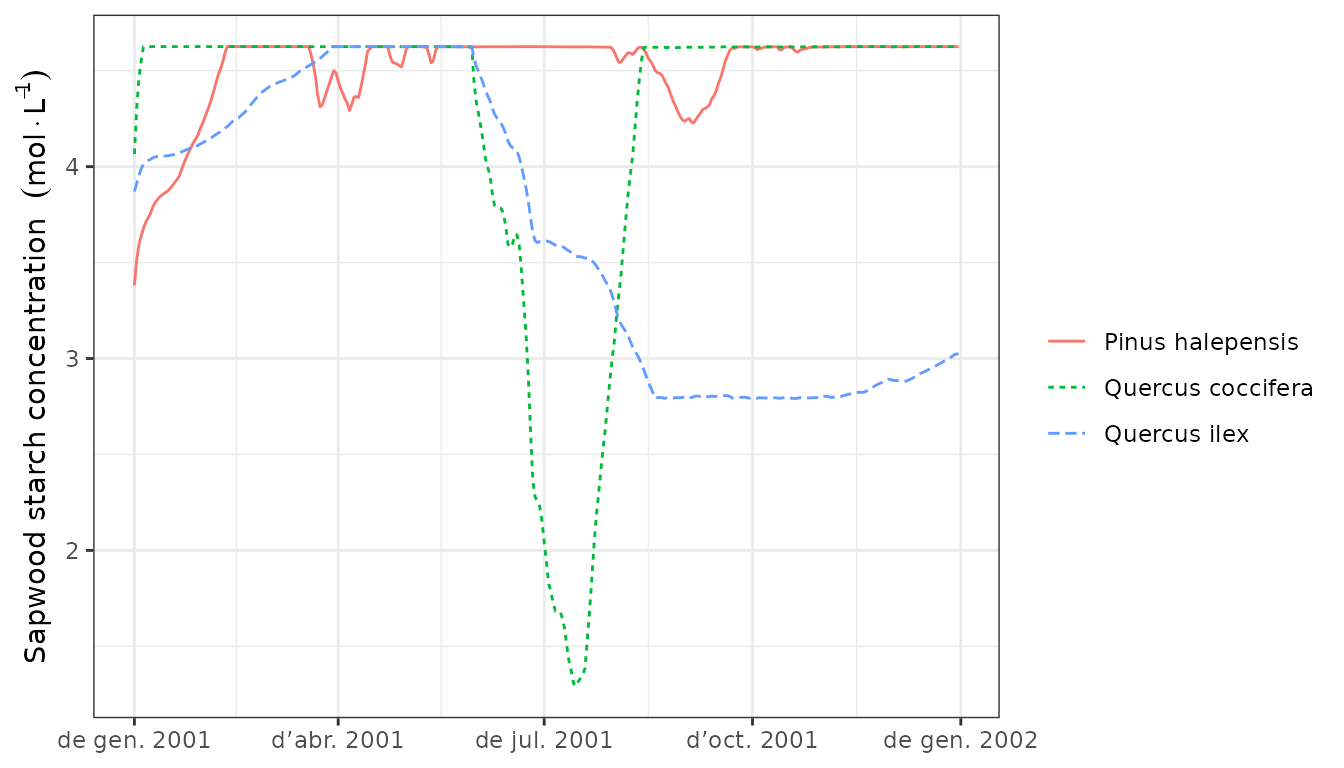 Sapwood starch concentration (mol · L⁻¹)
4
3
2
de gen. 2001
d’abr. 2001
de jul. 2001
d’oct. 2001
de gen. 2002
Pinus halepensis
Quercus coccifera
Quercus ilex